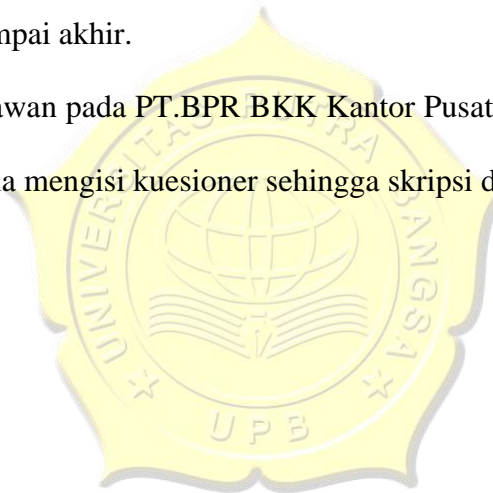 mpai akhir.
awan pada PT.BPR BKK Kantor Pusat
a mengisi kuesioner sehingga skripsi d
UNIVERSITAS PUTRA BANGSA
UPB